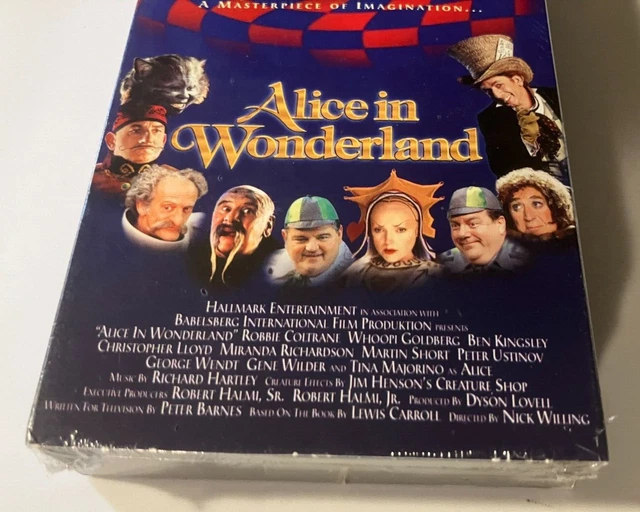 A Masterpiece of Imagination...
Alice in
Wonderland
Hallmark Entertainment in association with
Babelsberg International Film Produktion presents
"Alice In Wonderland" Robbie Coltrane Whoopi Goldberg Ben Kingsley
Christopher Lloyd Miranda Richardson Martin Short Peter Ustinov
George Wendt Gene Wilder and Tina Majorino as Alice
Music By Richard Hartley Creature Effects By Jim Henson's Creature Shop
Executive Producers Robert Halmi, Sr. Robert Halmi, Jr. Produced By Dyson Lovell
Written For Television By Peter Barnes Based On The Book By Lewis Carroll Directed By Nick Willing